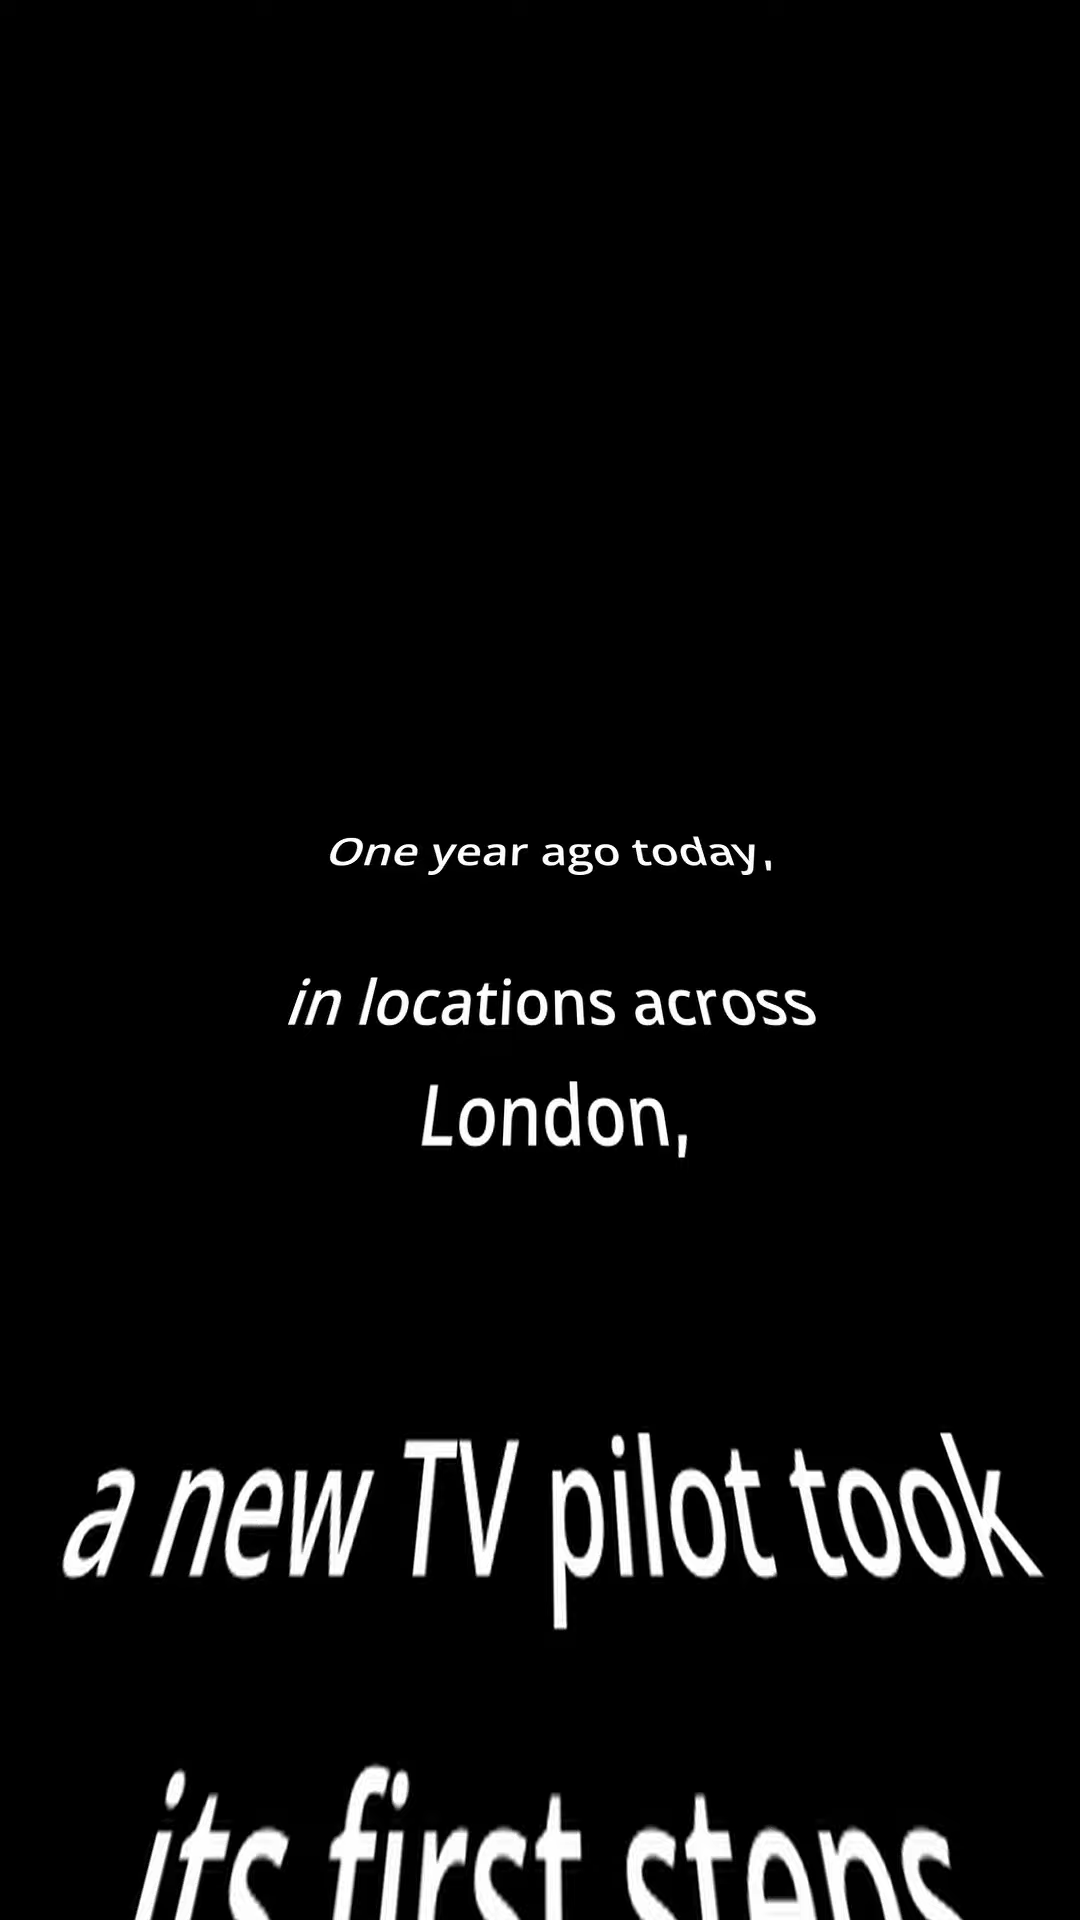 One year ago today,
in locations across
London,
a new TV pilot took
its first steps